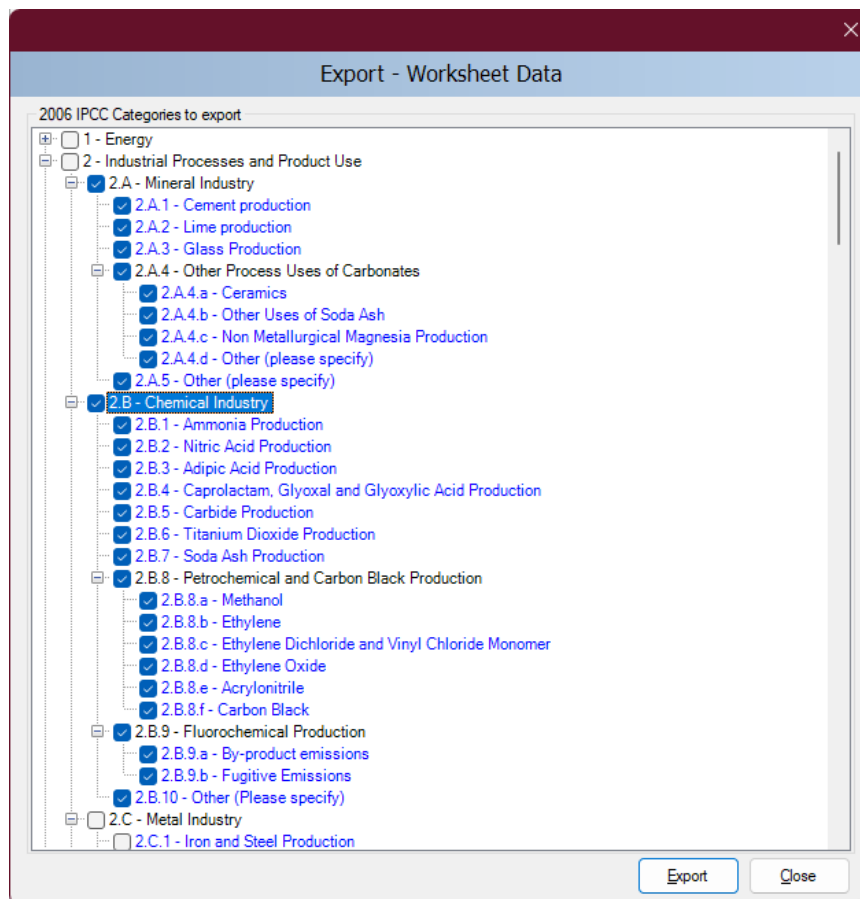 Export - Worksheet Data
2006 IPCC Categories to export
1 - Energy
2 - Industrial Processes and Product Use
2.A - Mineral Industry
2.A.1 - Cement production
2.A.2 - Lime production
2.A.3 - Glass Production
2.A.4 - Other Process Uses of Carbonates
2.A.4.a - Ceramics
2.A.4.b - Other Uses of Soda Ash
2.A.4.c - Non Metallurgical Magnesia Production
2.A.4.d - Other (please specify)
2.A.5 - Other (please specify)
2.B - Chemical Industry
2.B.1 - Ammonia Production
2.B.2 - Nitric Acid Production
2.B.3 - Adipic Acid Production
2.B.4 - Caprolactam, Glyoxal and Glyoxylic Acid Production
2.B.5 - Carbide Production
2.B.6 - Titanium Dioxide Production
2.B.7 - Soda Ash Production
2.B.8 - Petrochemical and Carbon Black Production
2.B.8.a - Methanol
2.B.8.b - Ethylene
2.B.8.c - Ethylene Dichloride and Vinyl Chloride Monomer
2.B.8.d - Ethylene Oxide
2.B.8.e - Acrylonitrile
2.B.8.f - Carbon Black
2.B.9 - Fluorochemical Production
2.B.9.a - By-product emissions
2.B.9.b - Fugitive Emissions
2.B.10 - Other (Please specify)
2.C - Metal Industry
2.C.1 - Iron and Steel Production
Export Close